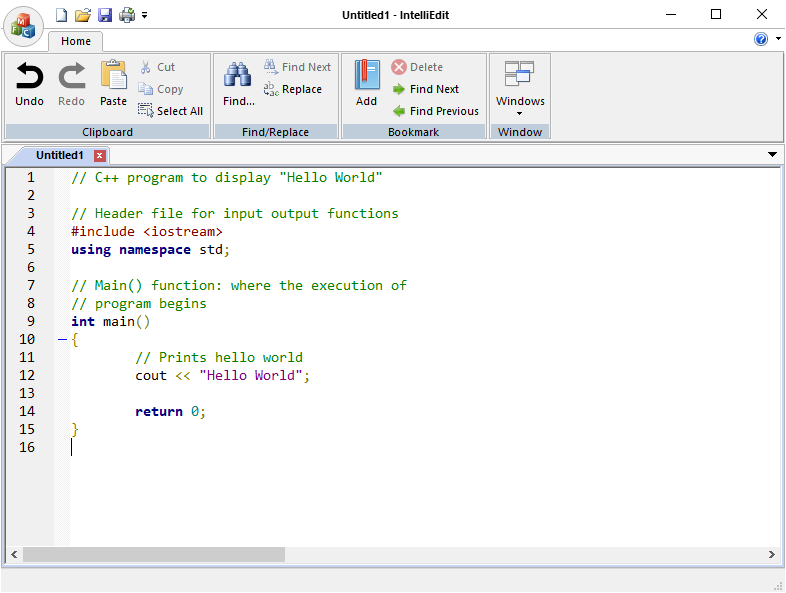 Untitled1 - IntelliEdit
Home
Undo
Redo
Paste
Cut
Copy
Select All
Clipboard
Find...
Find Next
Replace
Find/Replace
Add
Delete
Find Next
Find Previous
Bookmark
Windows
Window
Untitled1
1 // C++ program to display "Hello World"
2
3 // Header file for input output functions
4 #include <iostream>
5 using namespace std;
6
7 // Main() function: where the execution of
8 // program begins
9 int main()
10 {
11 // Prints hello world
12 cout << "Hello World";
13
14 return 0;
15 }
16